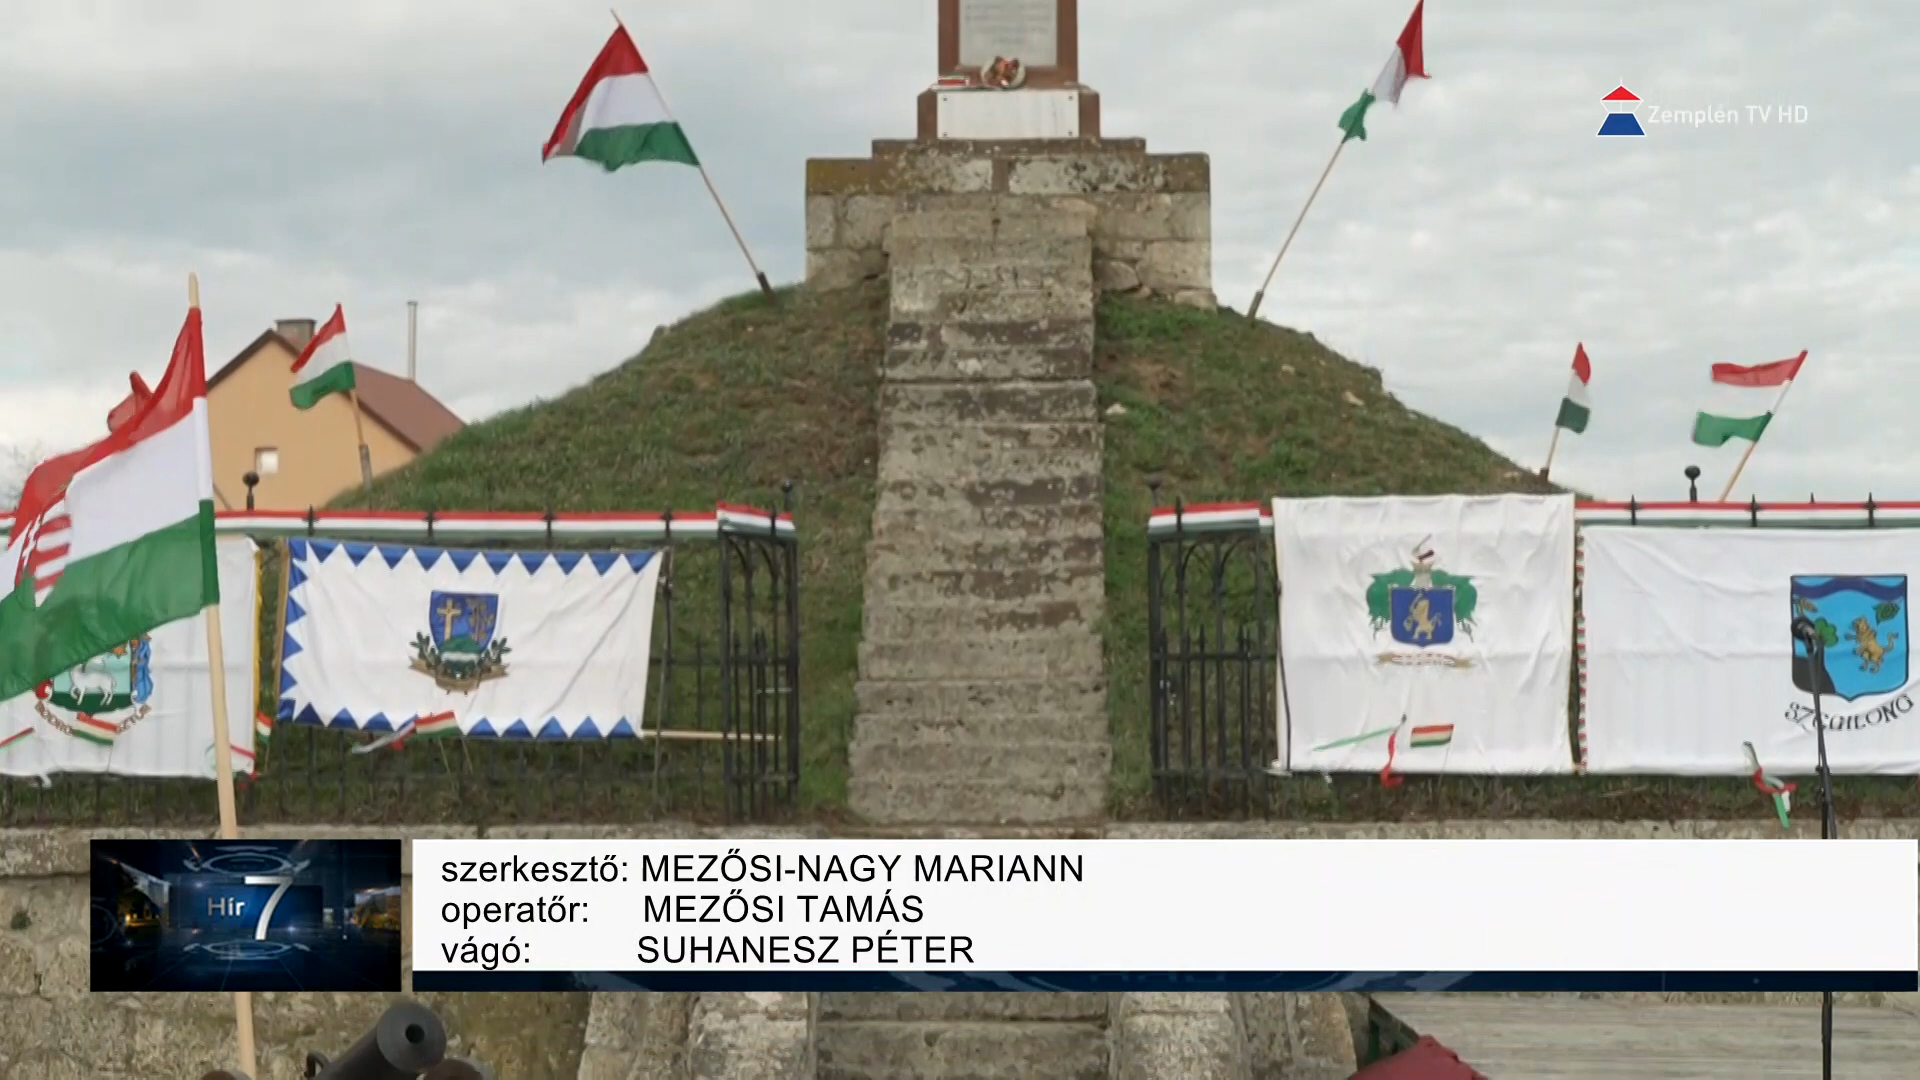 Zemplén TV HD
SZEGILONG
Hír 7
szerkesztő: MEZŐSI-NAGY MARIANN
operatőr: MEZŐSI TAMÁS
vágó: SUHANESZ PÉTER